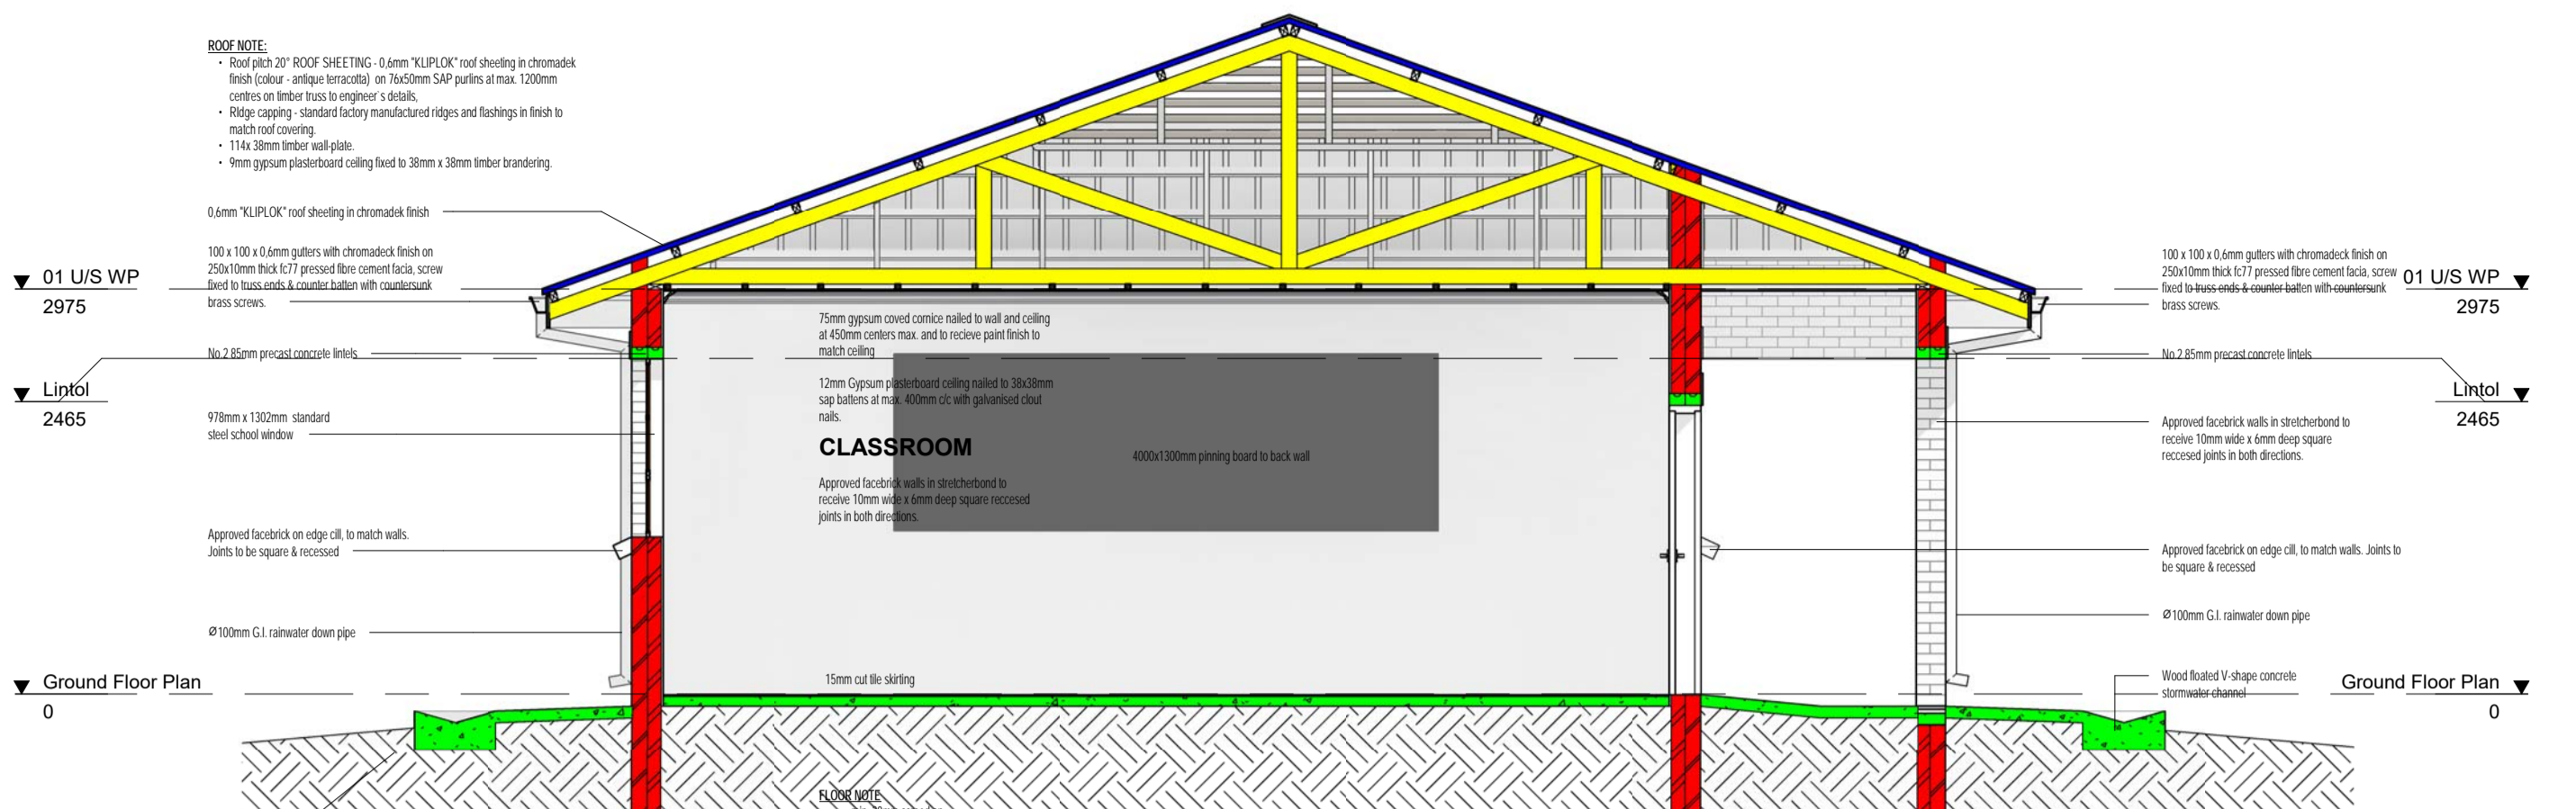 ROOF NOTE:
• Roof pitch 20° ROOF SHEETING - 0,6mm "KLIPLOK" roof sheeting in chromadek
finish (colour - antique terracotta) on 76x50mm SAP purlins at max. 1200mm
centres on timber truss to engineer`s details,
• RIdge capping - standard factory manufactured ridges and flashings in finish to
match roof covering.
• 114x 38mm timber wall-plate.
• 9mm gypsum plasterboard ceiling fixed to 38mm x 38mm timber brandering.
0,6mm "KLIPLOK" roof sheeting in chromadek finish
100 x 100 x 0,6mm gutters with chromadeck finish on
250x10mm thick fc77 pressed fibre cement facia, screw
fixed to truss ends & counter batten with countersunk
brass screws.
01 U/S WP
2975
No.2 85mm precast concrete lintels
Lintol
2465
978mm x 1302mm standard
steel school window
Approved facebrick on edge cill, to match walls.
Joints to be square & recessed
Ø100mm G.I. rainwater down pipe
Ground Floor Plan
0
75mm gypsum coved cornice nailed to wall and ceiling
at 450mm centers max. and to recieve paint finish to
match ceiling
12mm Gypsum plasterboard ceiling nailed to 38x38mm
sap battens at max. 400mm c/c with galvanised clout
nails.
CLASSROOM
4000x1300mm pinning board to back wall
Approved facebrick walls in stretcherbond to
receive 10mm wide x 6mm deep square reccesed
joints in both directions.
15mm cut tile skirting
FLOOR NOTE
100 x 100 x 0,6mm gutters with chromadeck finish on
250x10mm thick fc77 pressed fibre cement facia, screw
fixed to truss ends & counter batten with countersunk
brass screws.
01 U/S WP
2975
No.2 85mm precast concrete lintels
Lintol
2465
Approved facebrick walls in stretcherbond to
receive 10mm wide x 6mm deep square
reccesed joints in both directions.
Approved facebrick on edge cill, to match walls. Joints to
be square & recessed
Ø100mm G.I. rainwater down pipe
Wood floated V-shape concrete
stormwater channel
Ground Floor Plan
0